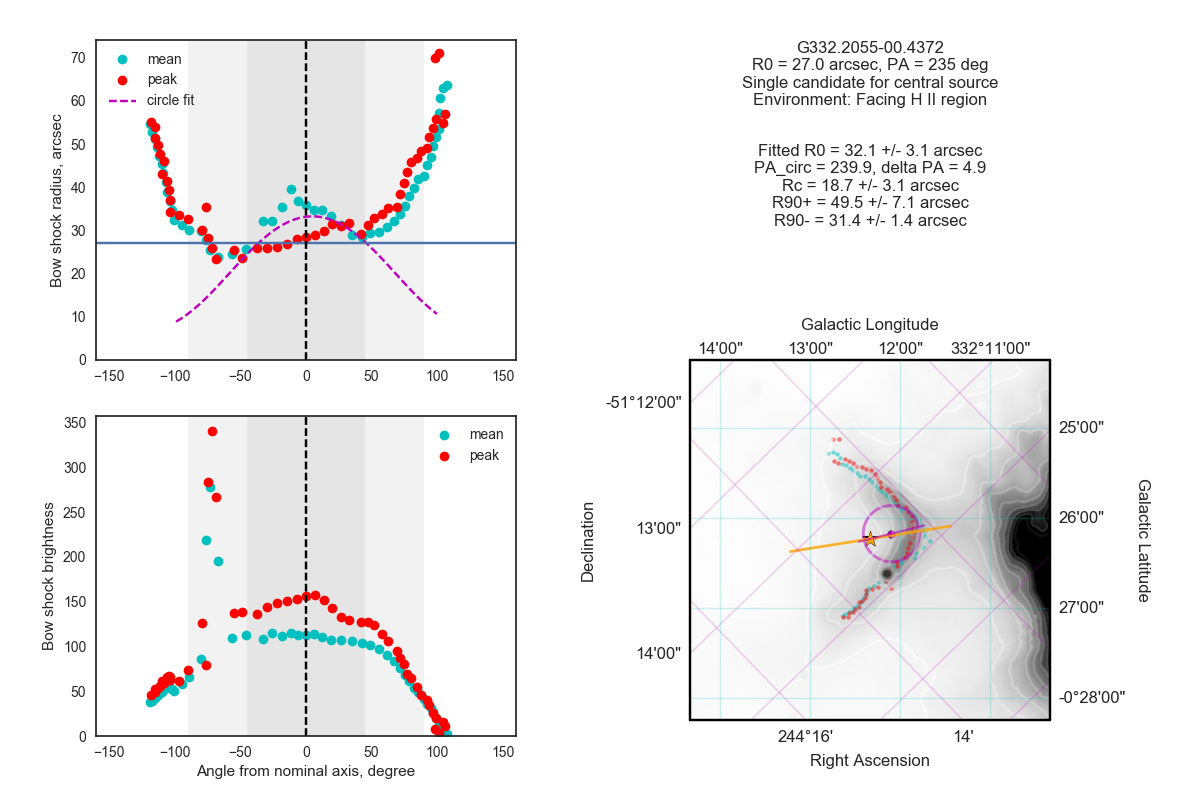 70
60
50
40
30
20
10
0
Bow shock radius, arcsec
mean
peak
circle fit
−150
−100
−50
0
50
100
150
350
300
250
200
150
100
50
0
Bow shock brightness
mean
peak
−150
−100
−50
0
50
100
150
Angle from nominal axis, degree
G332.2055-00.4372
R0 = 27.0 arcsec, PA = 235 deg
Single candidate for central source
Environment: Facing H II region
Fitted R0 = 32.1 +/- 3.1 arcsec
PA_circ = 239.9, delta PA = 4.9
Rc = 18.7 +/- 3.1 arcsec
R90+ = 49.5 +/- 7.1 arcsec
R90- = 31.4 +/- 1.4 arcsec
Galactic Longitude
14'00"
13'00"
12'00"
332°11'00"
-51°12'00"
13'00"
14'00"
Declination
25'00"
26'00"
27'00"
-0°28'00"
Galactic Latitude
244°16'
14'
Right Ascension